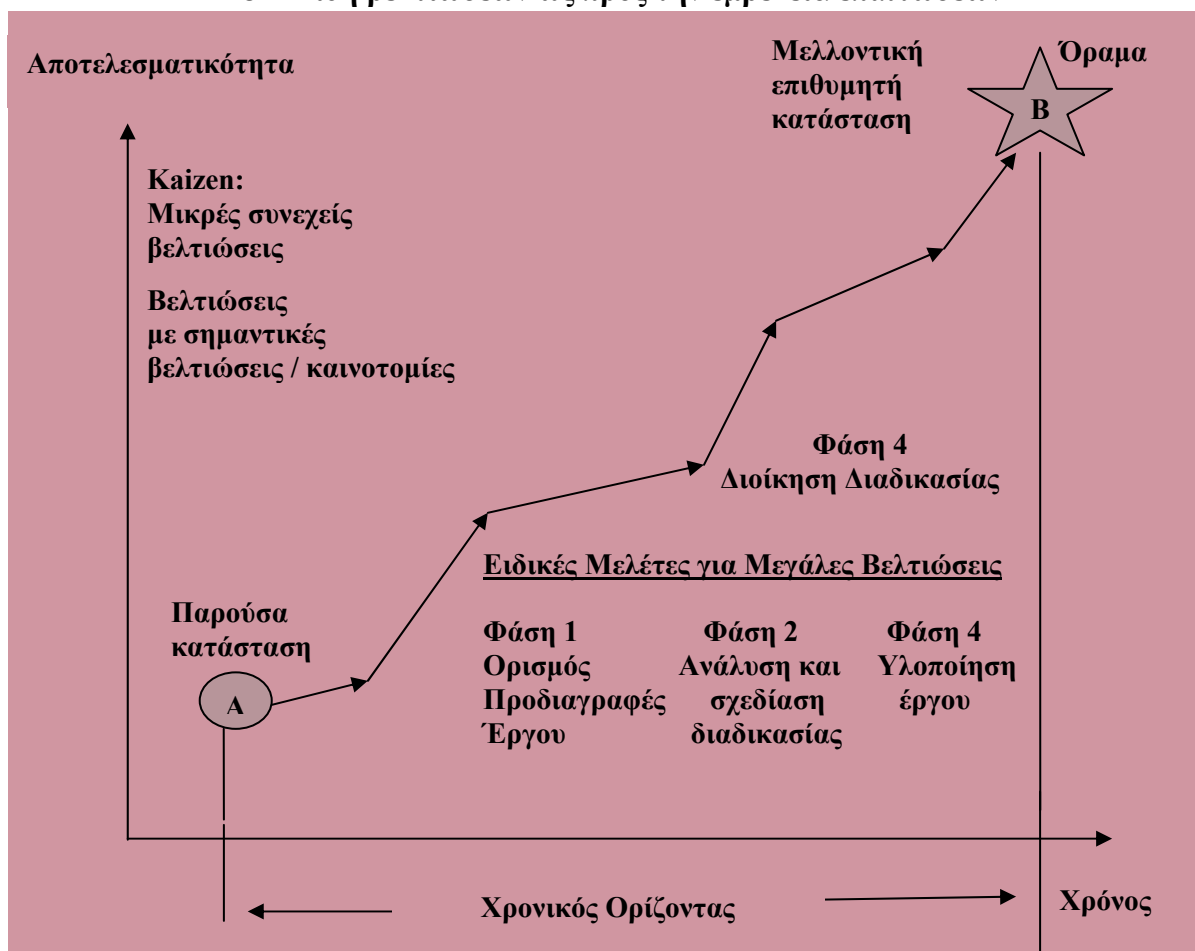 Αποτελεσματικότητα
Μελλοντική
επιθυμητή
κατάσταση
Όραμα
Β
Kaizen:
Μικρές συνεχείς
βελτιώσεις
Βελτιώσεις
με σημαντικές
βελτιώσεις / καινοτομίες
Φάση 4
Διοίκηση Διαδικασίας
Ειδικές Μελέτες για Μεγάλες Βελτιώσεις
Παρούσα
κατάσταση
Α
Φάση 1
Ορισμός
Προδιαγραφές
Έργου
Φάση 2
Ανάλυση και
σχεδίαση
διαδικασίας
Φάση 4
Υλοποίηση
έργου
Χρονικός Ορίζοντας
Χρόνος